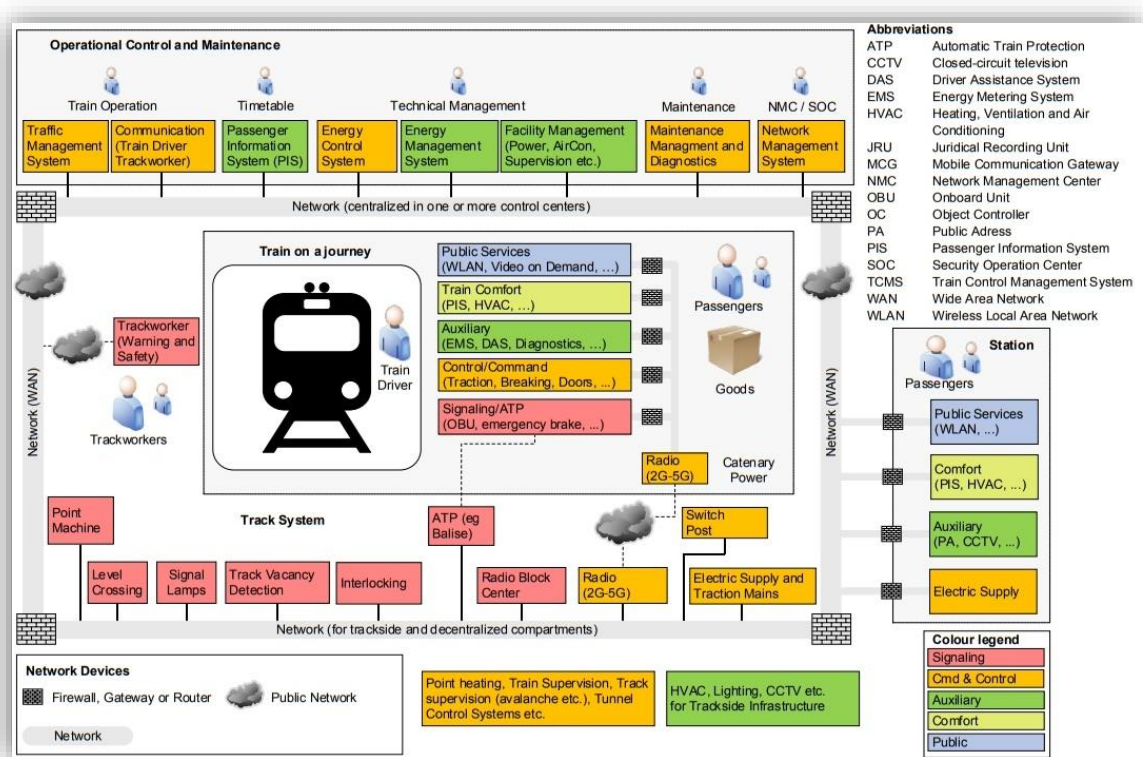 Operational Control and Maintenance
Train Operation
Timetable
Technical Management
Maintenance
NMC / SOC
Traffic
Management
System
Communication
(Train Driver
Trackworker)
Passenger
Information
System (PIS)
Energy
Control
System
Energy
Management
System
Facility Management
(Power, AirCon,
Supervision etc.)
Maintenance
Managment and
Diagnostics
Network
Management
System
Network (centralized in one or more control centers)
Abbreviations
ATP Automatic Train Protection
CCTV Closed-circuit television
DAS Driver Assistance System
EMS Energy Metering System
HVAC Heating, Ventilation and Air
Conditioning
JRU Juridical Recording Unit
MCG Mobile Communication Gateway
NMC Network Management Center
OBU Onboard Unit
OC Object Controller
PA Public Adress
PIS Passenger Information System
SOC Security Operation Center
TCMS Train Control Management System
WAN Wide Area Network
WLAN Wireless Local Area Network
Network (WAN)
Trackworker
(Warning and
Safety)
Trackworkers
Train on a journey
Train
Driver
Public Services
(WLAN, Video on Demand, ...)
Train Comfort
(PIS, HVAC, ...)
Auxiliary
(EMS, DAS, Diagnostics, ...)
Control/Command
(Traction, Breaking, Doors, ...)
Signaling/ATP
(OBU, emergency brake, ...)
Passengers
Goods
Radio
(2G-5G)
Catenary
Power
Network (WAN)
Station
Passengers
Public Services
(WLAN, ...)
Comfort
(PIS, HVAC, ...)
Auxiliary
(PA, CCTV, ...)
Electric Supply
Track System
Point
Machine
Level
Crossing
Signal
Lamps
Track Vacancy
Detection
Interlocking
ATP (eg
Balise)
Radio Block
Center
Radio
(2G-5G)
Switch
Post
Electric Supply and
Traction Mains
Network (for trackside and decentralized compartments)
Network Devices
Firewall, Gateway or Router
Public Network
Network
Point heating, Train Supervision, Track
supervision (avalanche etc.), Tunnel
Control Systems etc.
HVAC, Lighting, CCTV etc.
for Trackside Infrastructure
Colour legend
Signaling
Cmd & Control
Auxiliary
Comfort
Public